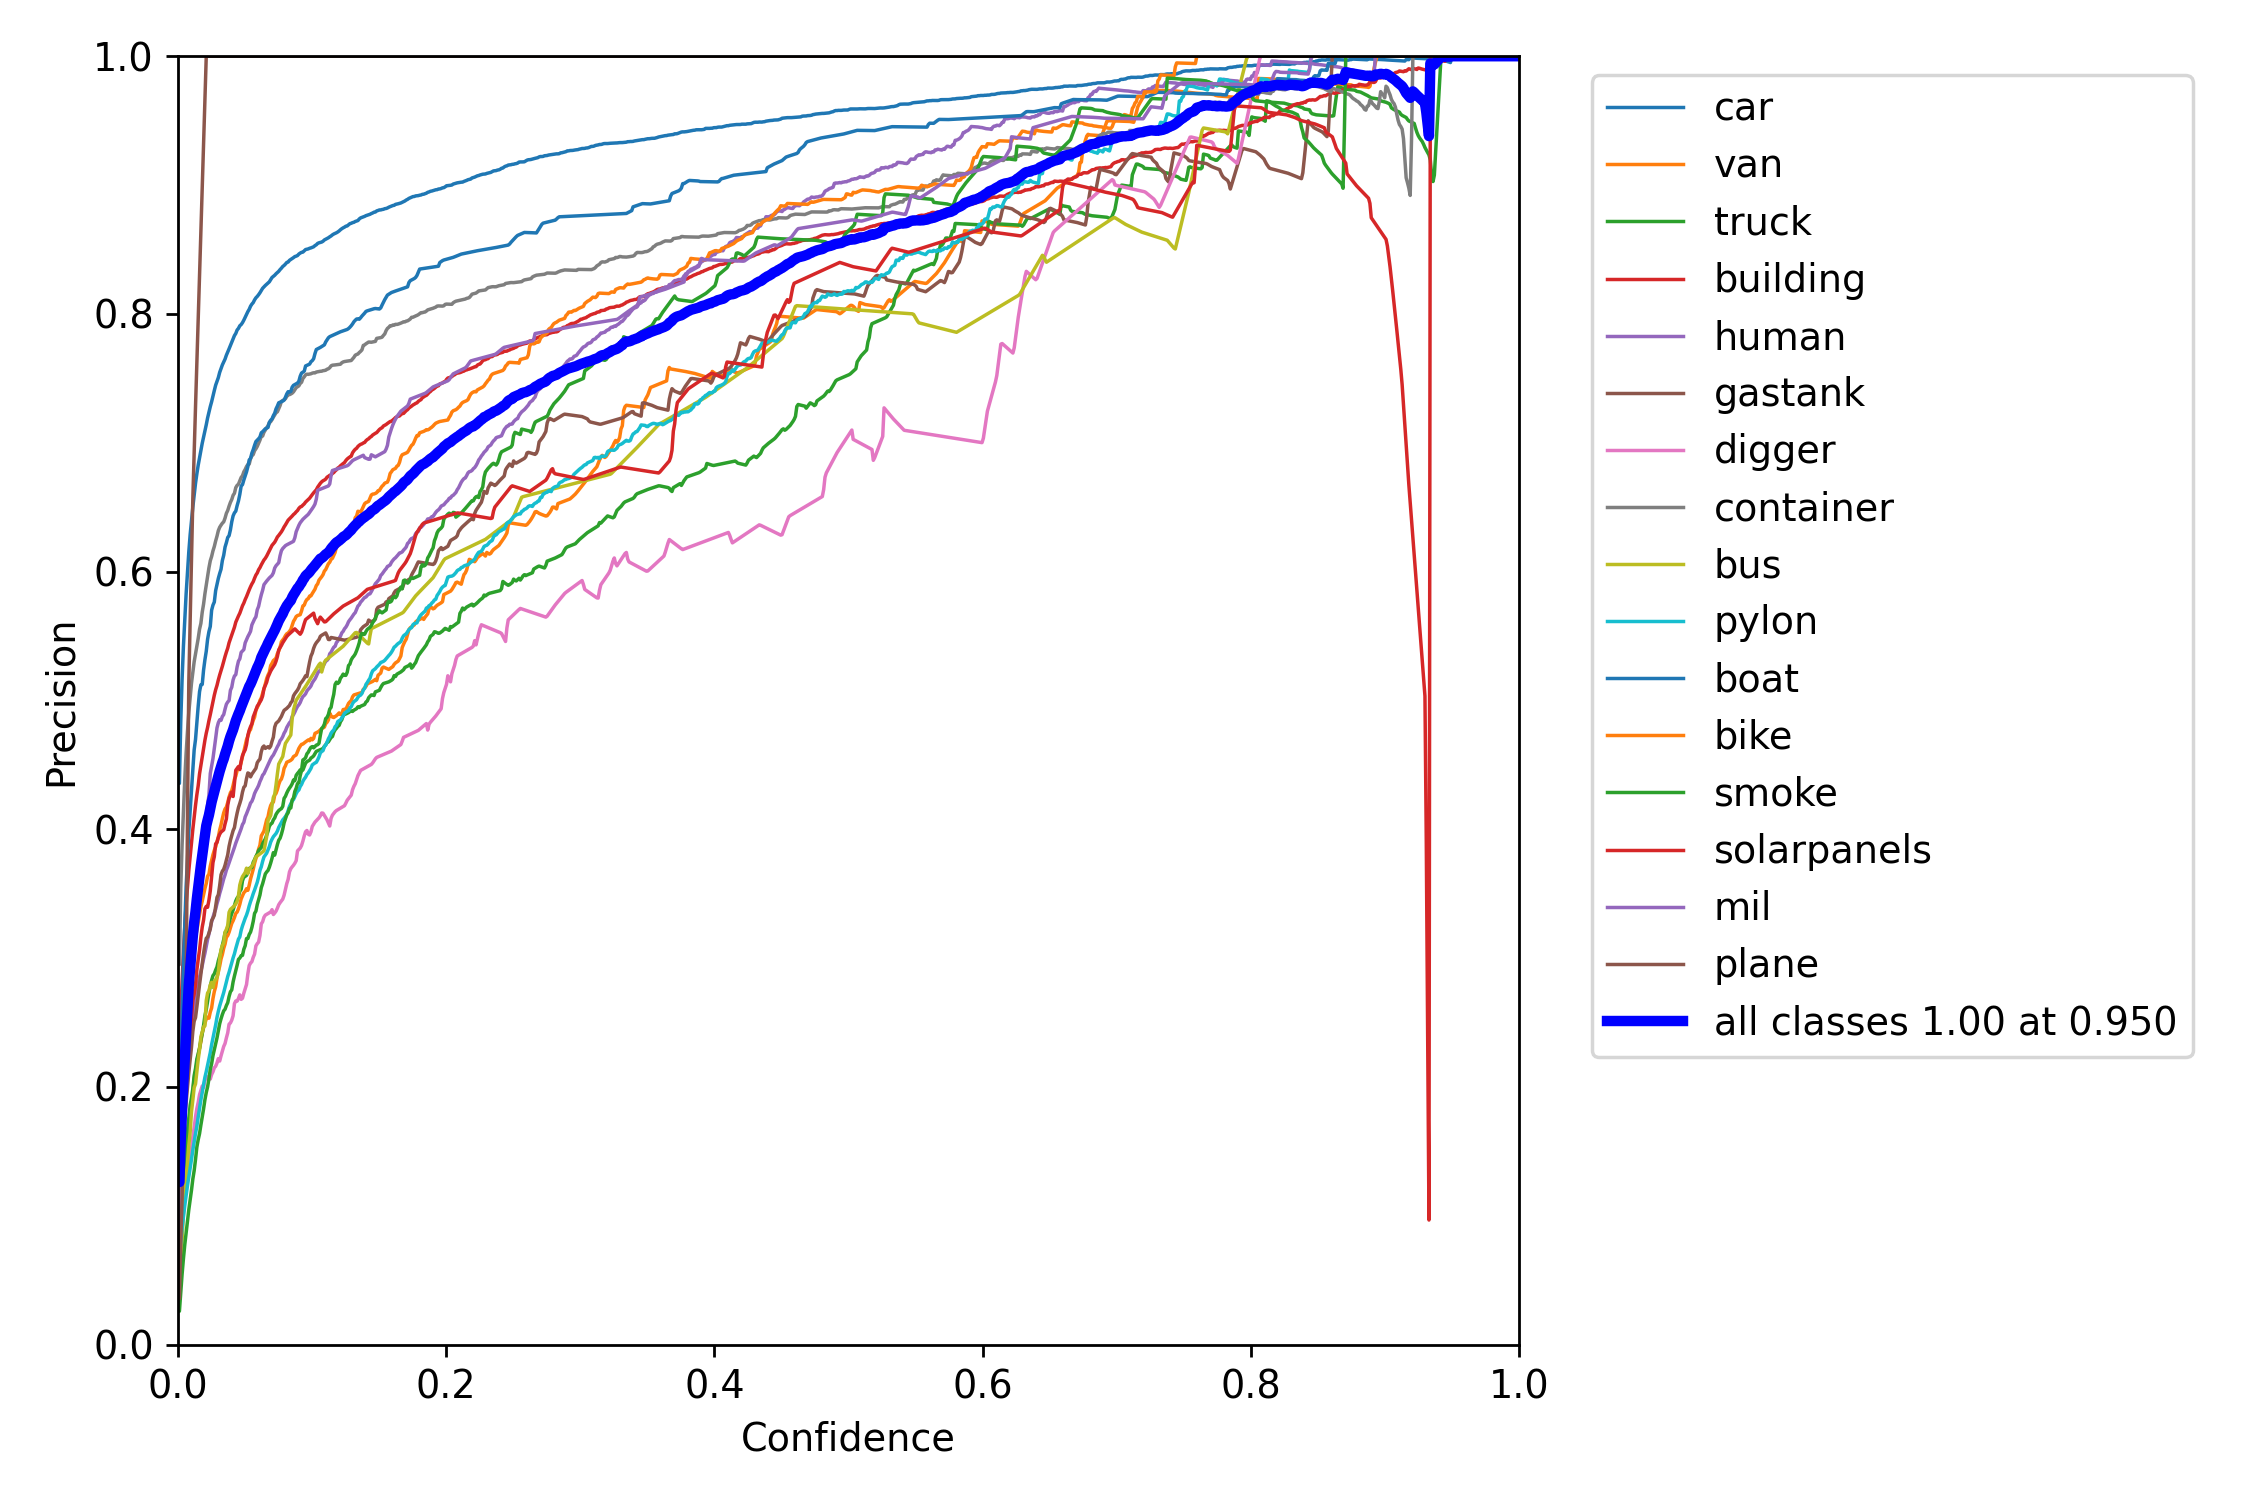 1.0
0.8
0.6
0.4
0.2
0.0
Precision
0.0 0.2 0.4 0.6 0.8 1.0
Confidence
car
van
truck
building
human
gastank
digger
container
bus
pylon
boat
bike
smoke
solarpanels
mil
plane
all classes 1.00 at 0.950